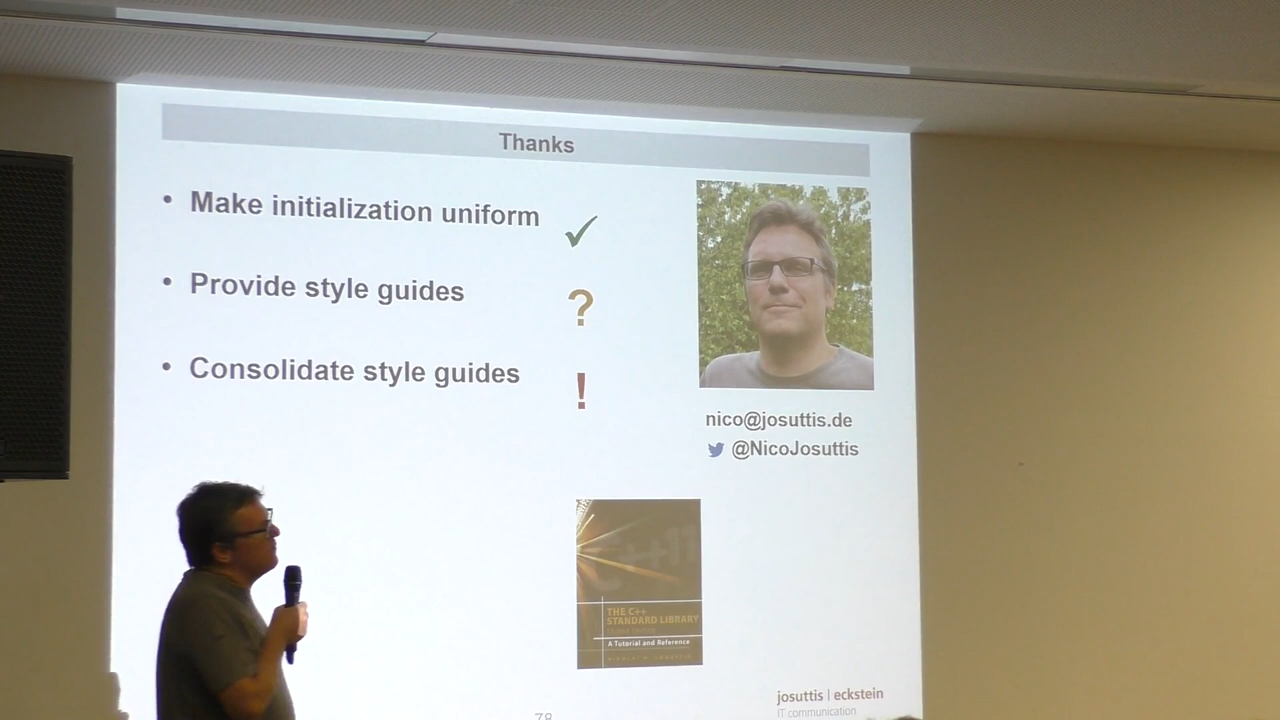 Thanks
• Make initialization uniform ✓
• Provide style guides ?
• Consolidate style guides !
nico@josuttis.de
@NicoJosuttis
C++11
THE C++
STANDARD LIBRARY
A Tutorial and Reference
josuttis | eckstein
IT communication
78